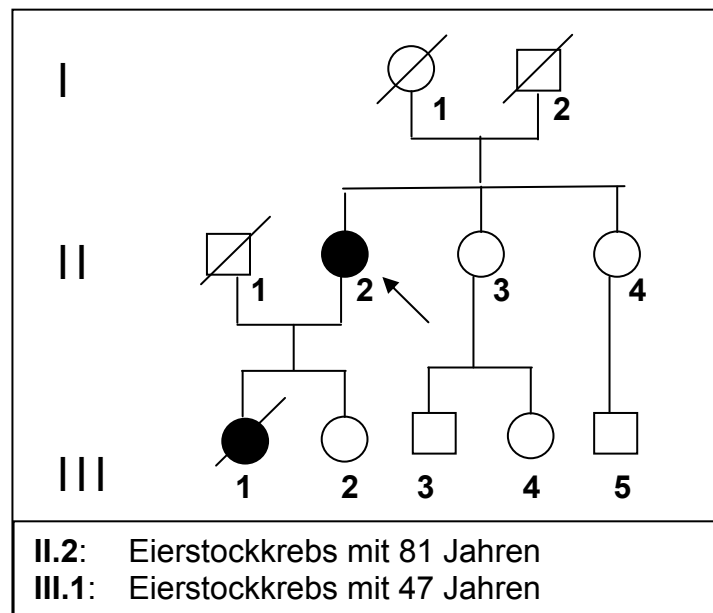 I
1 2
II
1 2 3 4
III
1 2 3 4 5
II.2: Eierstockkrebs mit 81 Jahren
III.1: Eierstockkrebs mit 47 Jahren